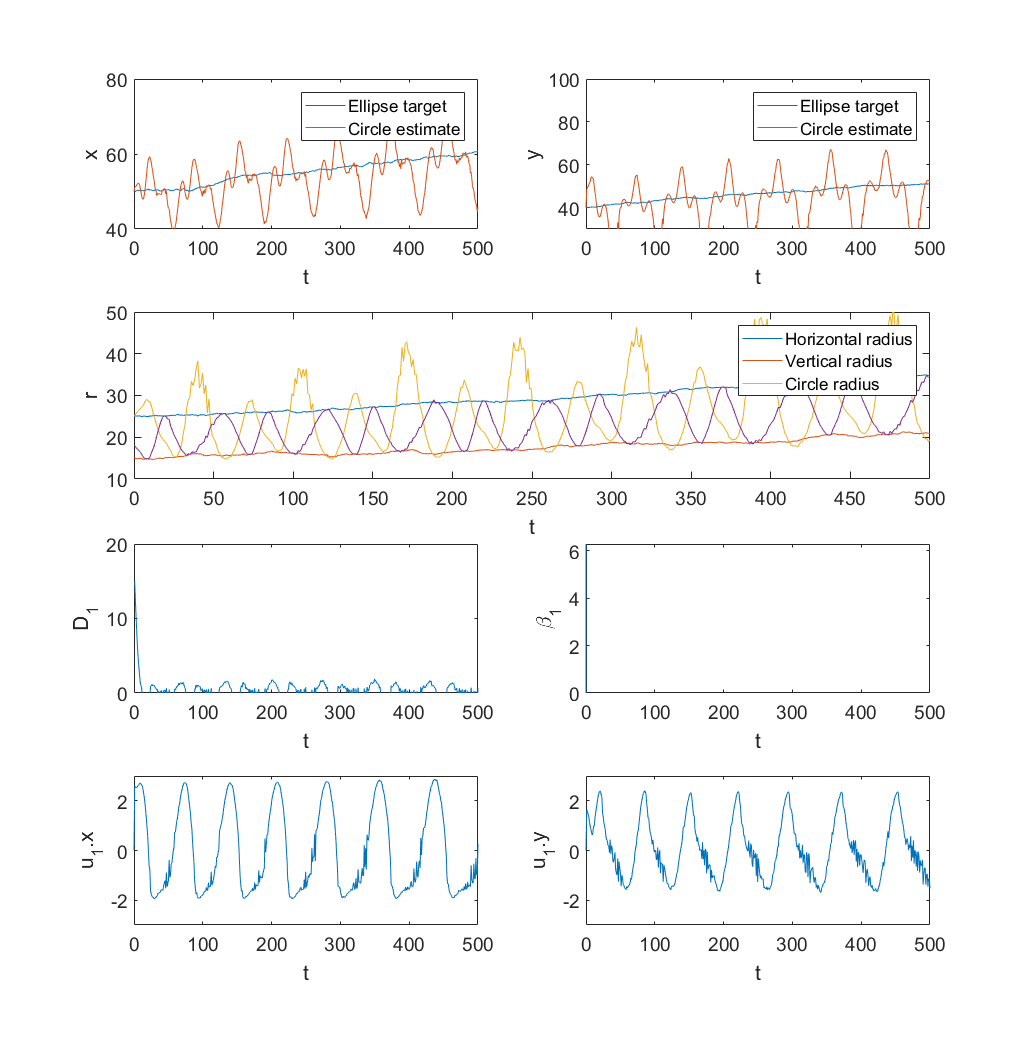 80
60
40
x
Ellipse target
Circle estimate
0 100 200 300 400 500
t
100
80
60
40
y
Ellipse target
Circle estimate
0 100 200 300 400 500
t
50
40
30
20
10
r
Horizontal radius
Vertical radius
Circle radius
0 50 100 150 200 250 300 350 400 450 500
t
20
10
0
D1
0 100 200 300 400 500
t
6
4
2
0
β1
0 100 200 300 400 500
t
2
0
-2
u1.x
0 100 200 300 400 500
t
2
0
-2
u1.y
0 100 200 300 400 500
t